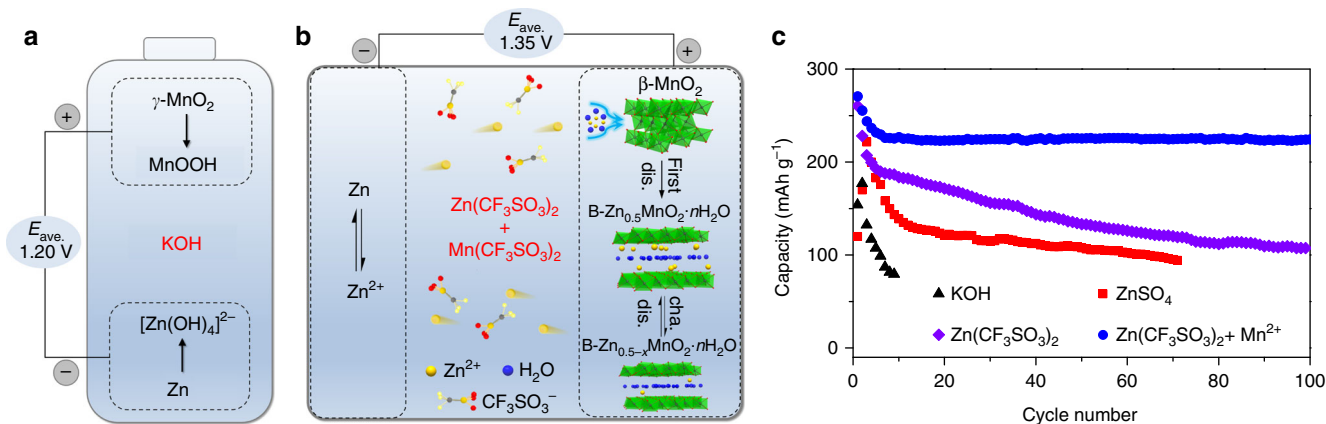 a
γ-MnO₂
+
MnOOH
E_ave.
1.20 V
KOH
[Zn(OH)₄]²⁻
−
Zn
b
E_ave.
1.35 V
−
+
β-MnO₂
First
dis.
Zn
Zn²⁺
Zn(CF₃SO₃)₂
+
Mn(CF₃SO₃)₂
B-Zn₀.₅MnO₂·nH₂O
cha.
dis.
B-Zn₀.₅₋ₓMnO₂·nH₂O
Zn²⁺ H₂O
CF₃SO₃⁻
c
Capacity (mAh g⁻¹)
300
200
100
0
KOH ZnSO₄
Zn(CF₃SO₃)₂ Zn(CF₃SO₃)₂+ Mn²⁺
0 20 40 60 80 100
Cycle number